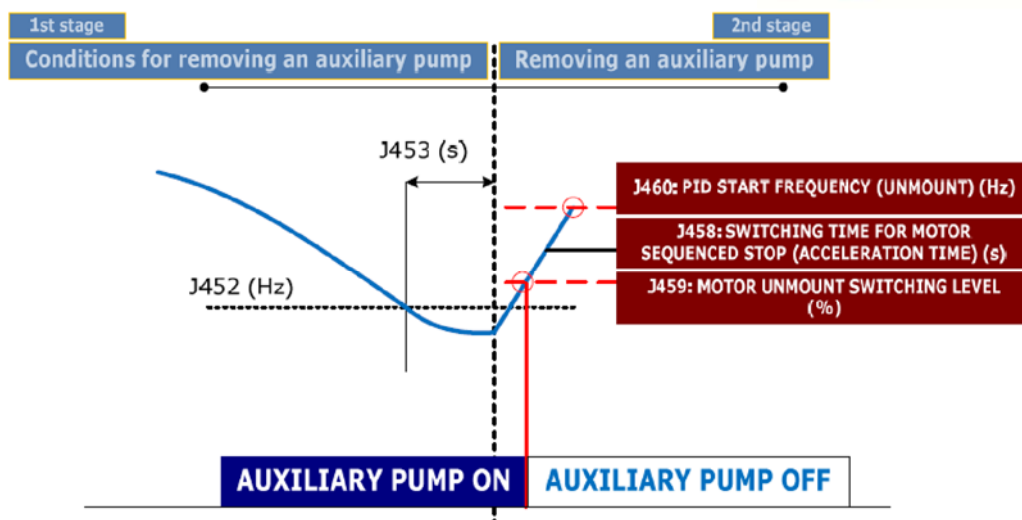 1st stage
2nd stage
Conditions for removing an auxiliary pump
Removing an auxiliary pump
J453 (s)
J460: PID START FREQUENCY (UNMOUNT) (Hz)
J458: SWITCHING TIME FOR MOTOR
SEQUENCED STOP (ACCELERATION TIME) (s)
J452 (Hz)
J459: MOTOR UNMOUNT SWITCHING LEVEL
(%)
AUXILIARY PUMP ON
AUXILIARY PUMP OFF